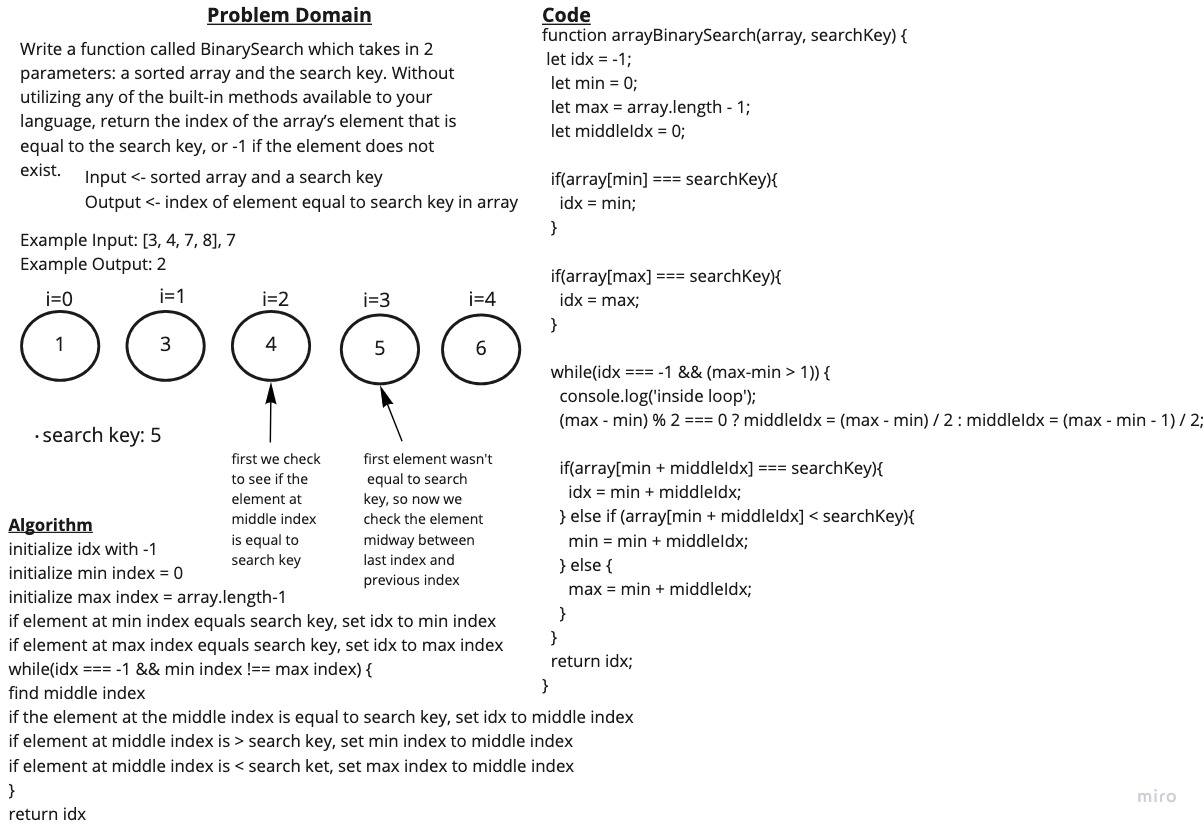 Problem Domain
Write a function called BinarySearch which takes in 2
parameters: a sorted array and the search key. Without
utilizing any of the built-in methods available to your
language, return the index of the array’s element that is
equal to the search key, or -1 if the element does not
exist.
Input <- sorted array and a search key
Output <- index of element equal to search key in array
Example Input: [3, 4, 7, 8], 7
Example Output: 2
i=0 i=1 i=2 i=3 i=4
1 3 4 5 6
· search key: 5
first we check
to see if the
element at
middle index
is equal to
search key
first element wasn't
equal to search
key, so now we
check the element
midway between
last index and
previous index
Algorithm
initialize idx with -1
initialize min index = 0
initialize max index = array.length-1
if element at min index equals search key, set idx to min index
if element at max index equals search key, set idx to max index
while(idx === -1 && min index !== max index) {
find middle index
if the element at the middle index is equal to search key, set idx to middle index
if element at middle index is > search key, set min index to middle index
if element at middle index is < search ket, set max index to middle index
}
return idx
Code
function arrayBinarySearch(array, searchKey) {
let idx = -1;
let min = 0;
let max = array.length - 1;
let middleIdx = 0;
if(array[min] === searchKey){
idx = min;
}
if(array[max] === searchKey){
idx = max;
}
while(idx === -1 && (max-min > 1)) {
console.log('inside loop');
(max - min) % 2 === 0 ? middleIdx = (max - min) / 2 : middleIdx = (max - min - 1) / 2;
if(array[min + middleIdx] === searchKey){
idx = min + middleIdx;
} else if (array[min + middleIdx] < searchKey){
min = min + middleIdx;
} else {
max = min + middleIdx;
}
}
return idx;
}
miro